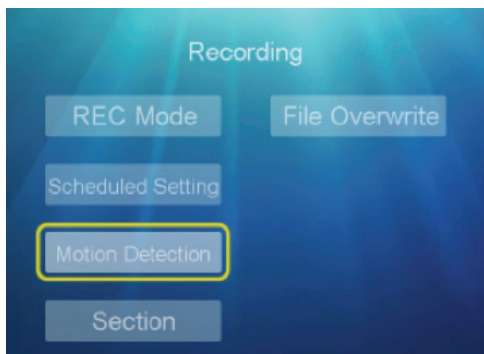 Recording
REC Mode
File Overwrite
Scheduled Setting
Motion Detection
Section